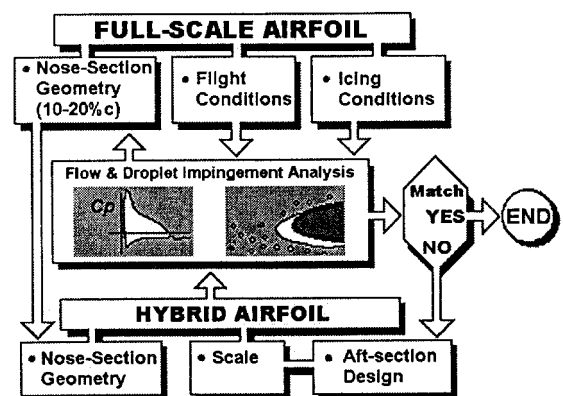 FULL-SCALE AIRFOIL
• Nose-Section
Geometry
(10-20%c)
• Flight
Conditions
• Icing
Conditions
Flow & Droplet Impingement Analysis
Cp
Match
YES
NO
END
HYBRID AIRFOIL
• Nose-Section
Geometry
• Scale
• Aft-section
Design